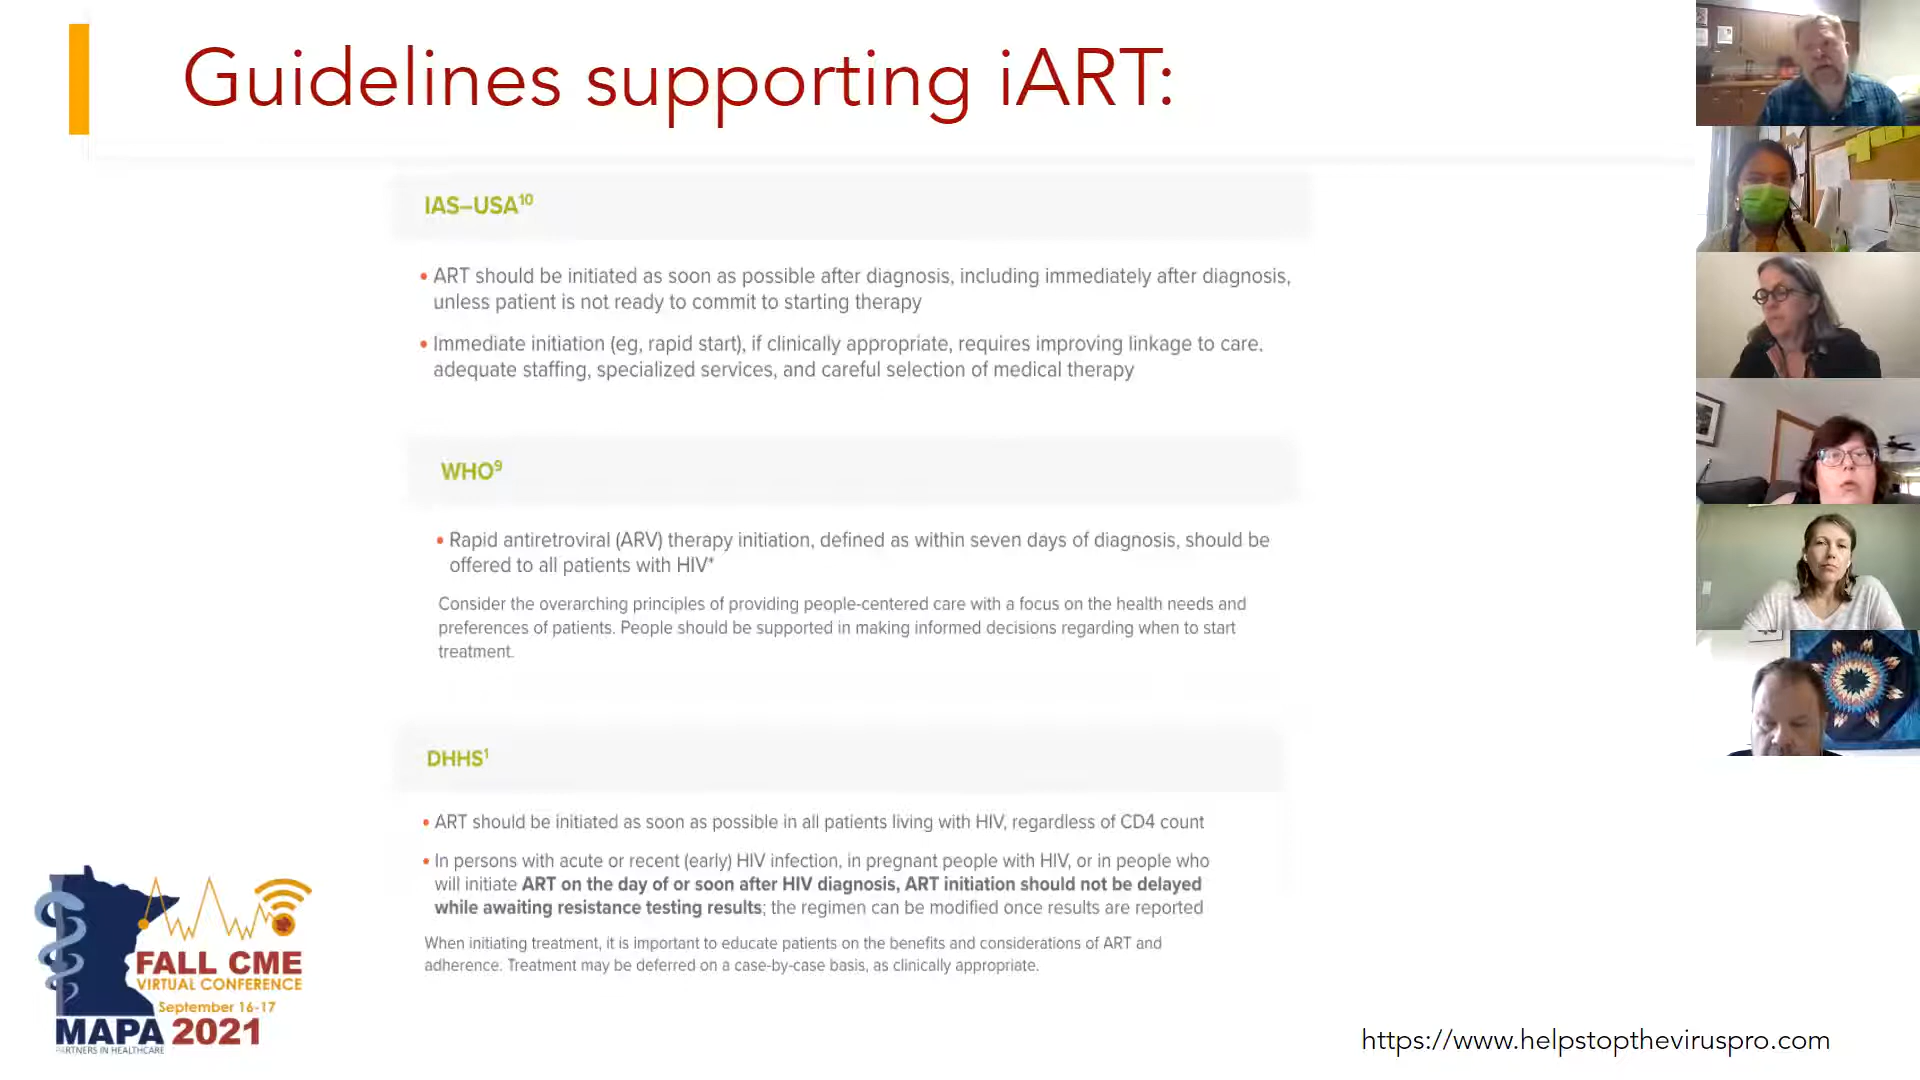 Guidelines supporting iART:
IAS–USA10
• ART should be initiated as soon as possible after diagnosis, including immediately after diagnosis,
unless patient is not ready to commit to starting therapy
• Immediate initiation (eg, rapid start), if clinically appropriate, requires improving linkage to care,
adequate staffing, specialized services, and careful selection of medical therapy
WHO9
• Rapid antiretroviral (ARV) therapy initiation, defined as within seven days of diagnosis, should be
offered to all patients with HIV*
Consider the overarching principles of providing people-centered care with a focus on the health needs and
preferences of patients. People should be supported in making informed decisions regarding when to start
treatment.
DHHS1
• ART should be initiated as soon as possible in all patients living with HIV, regardless of CD4 count
• In persons with acute or recent (early) HIV infection, in pregnant people with HIV, or in people who
will initiate ART on the day of or soon after HIV diagnosis, ART initiation should not be delayed
while awaiting resistance testing results; the regimen can be modified once results are reported
When initiating treatment, it is important to educate patients on the benefits and considerations of ART and
adherence. Treatment may be deferred on a case-by-case basis, as clinically appropriate.
FALL CME
VIRTUAL CONFERENCE
September 16-17
MAPA 2021
PARTNERS IN HEALTHCARE
https://www.helpstoptheviruspro.com